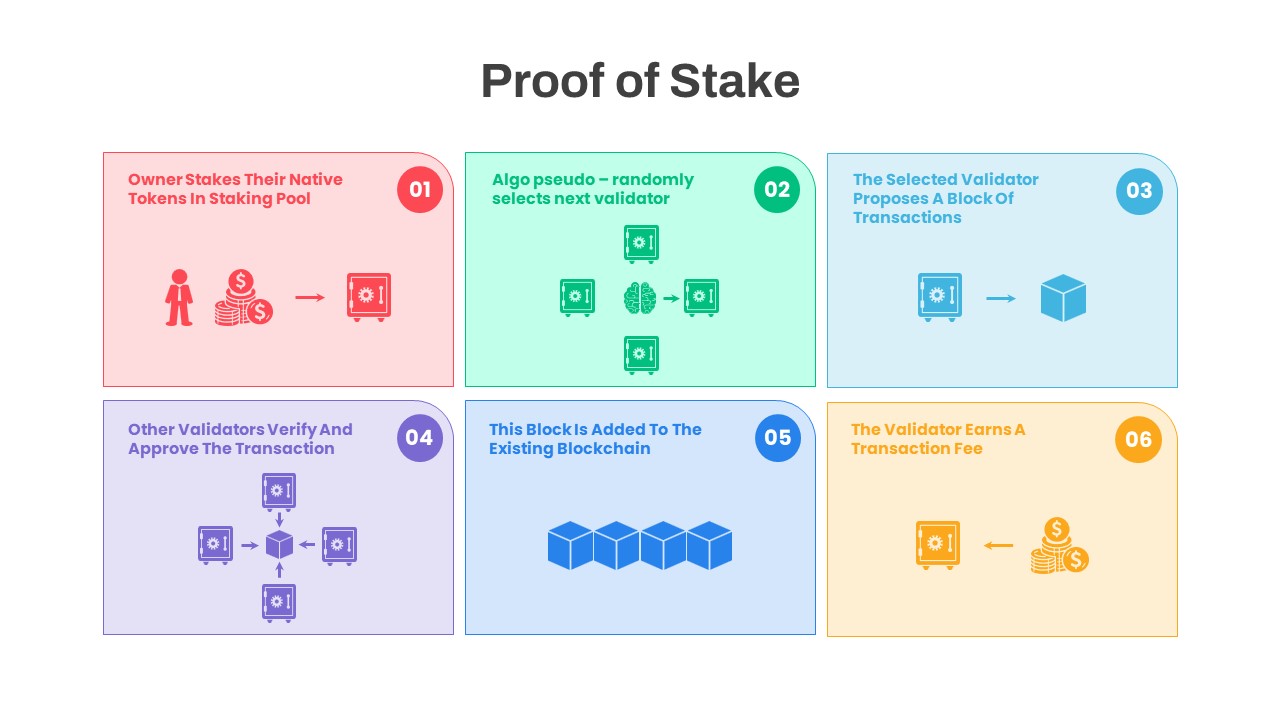 Proof of Stake
Owner Stakes Their Native
Tokens In Staking Pool
01
Algo pseudo – randomly
selects next validator
02
The Selected Validator
Proposes A Block Of
Transactions
03
$
$
Other Validators Verify And
Approve The Transaction
04
This Block Is Added To The
Existing Blockchain
05
The Validator Earns A
Transaction Fee
06
$
$